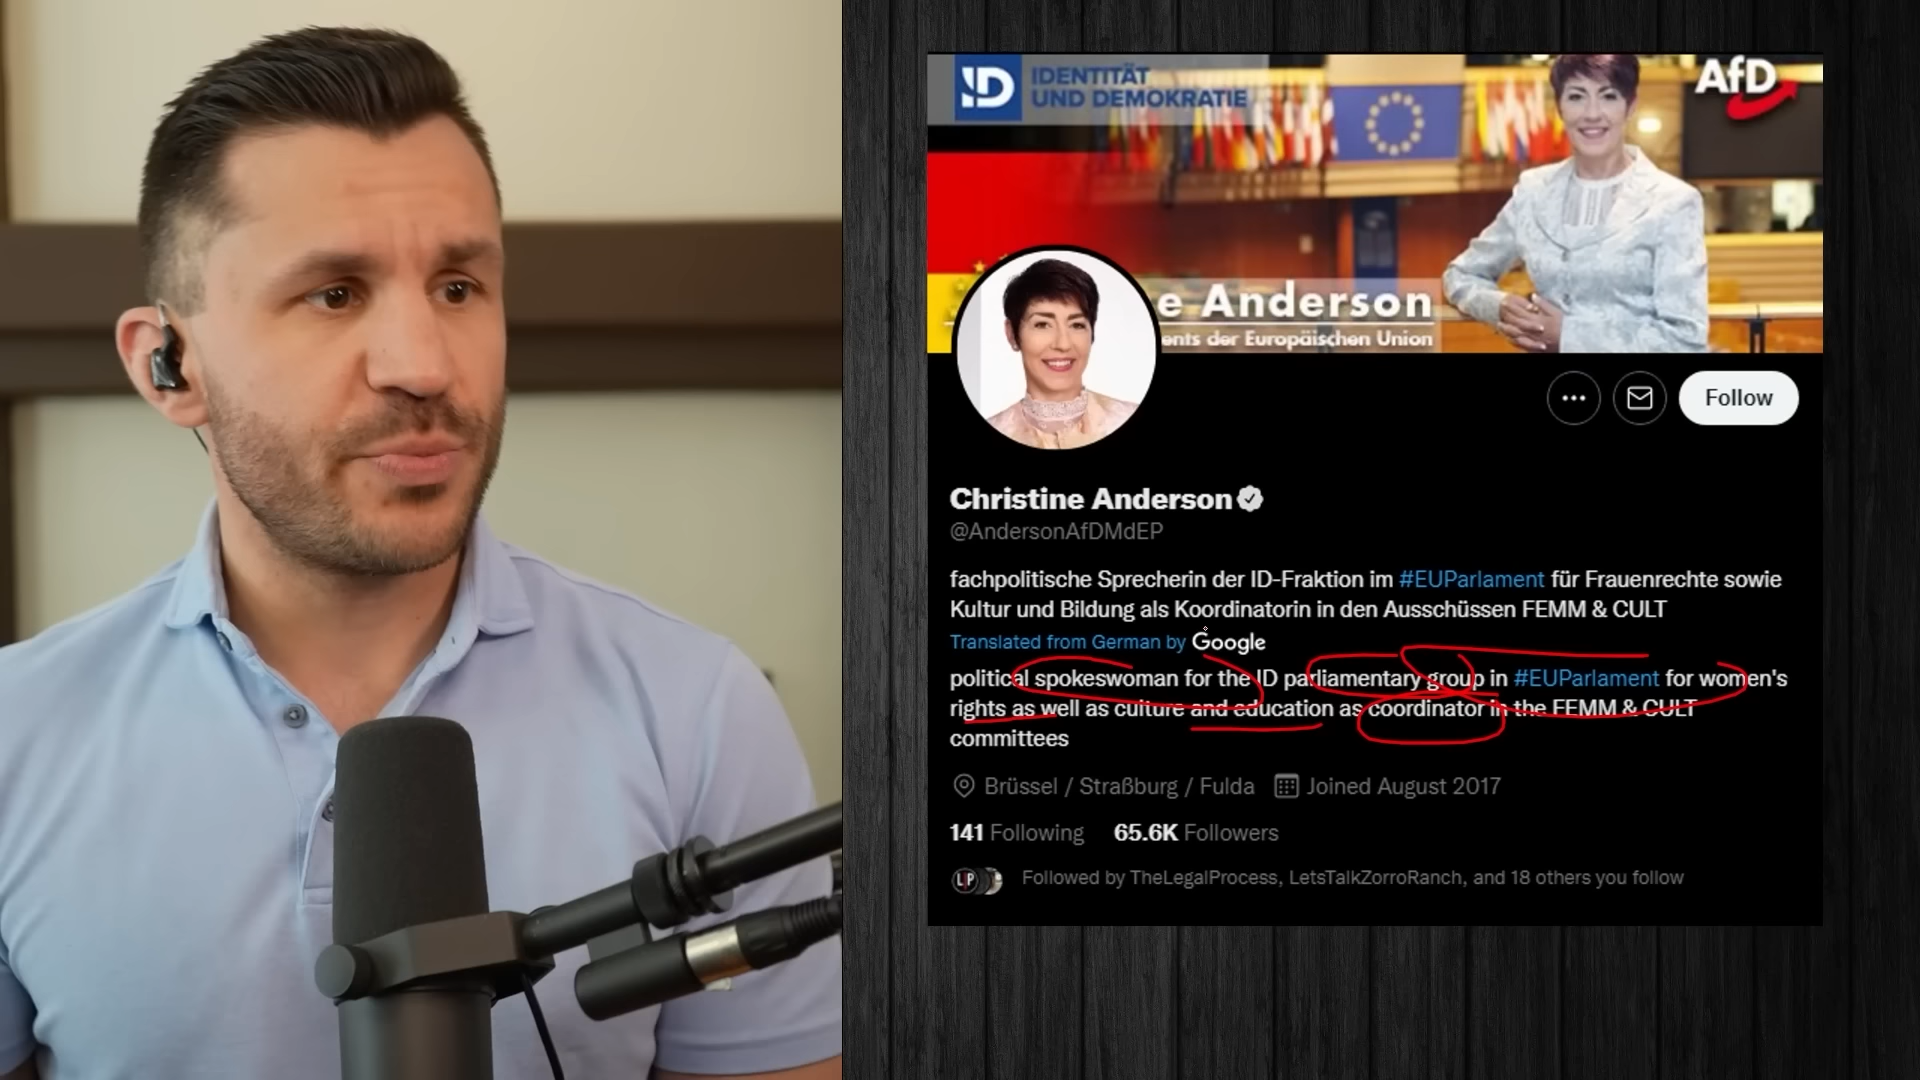 ID IDENTITÄT
UND DEMOKRATIE
AfD
e Anderson
ents der Europäischen Union
Follow
Christine Anderson
@AndersonAfDMdEP
fachpolitische Sprecherin der ID-Fraktion im #EUParlament für Frauenrechte sowie
Kultur und Bildung als Koordinatorin in den Ausschüssen FEMM & CULT
Translated from German by Google
political spokeswoman for the ID parliamentary group in #EUParlament for women's
rights as well as culture and education as coordinator in the FEMM & CULT
committees
Brüssel / Straßburg / Fulda Joined August 2017
141 Following 65.6K Followers
LP Followed by TheLegalProcess, LetsTalkZorroRanch, and 18 others you follow